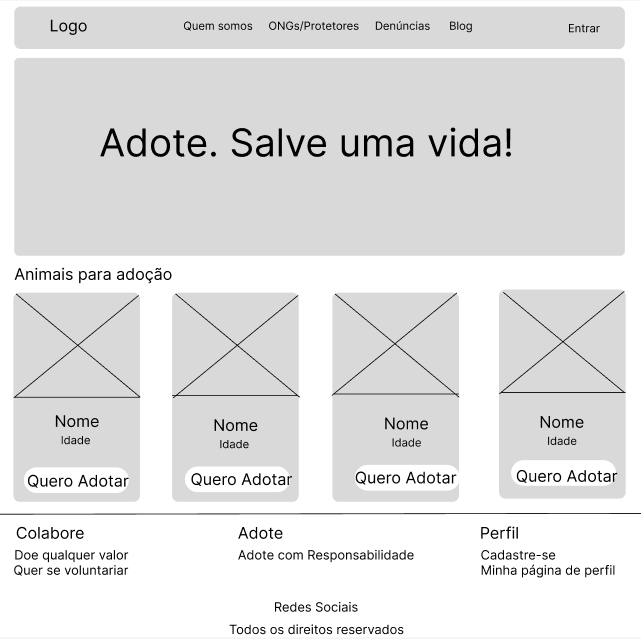 Logo
Quem somos
ONGs/Protetores
Denúncias
Blog
Entrar
Adote. Salve uma vida!
Animais para adoção
Nome
Idade
Quero Adotar
Nome
Idade
Quero Adotar
Nome
Idade
Quero Adotar
Nome
Idade
Quero Adotar
Colabore
Doe qualquer valor
Quer se voluntariar
Adote
Adote com Responsabilidade
Perfil
Cadastre-se
Minha página de perfil
Redes Sociais
Todos os direitos reservados